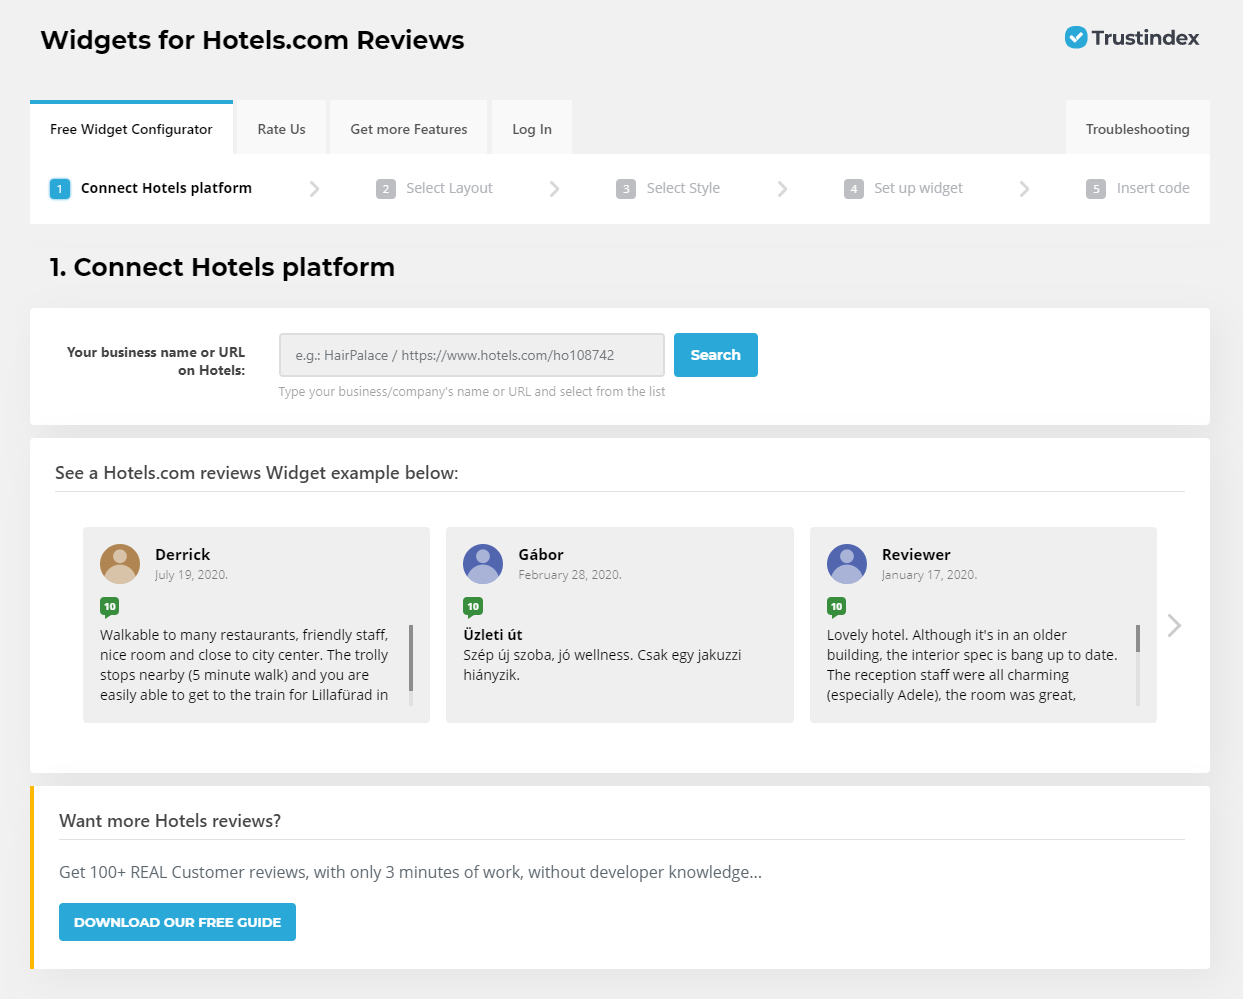 Widgets for Hotels.com Reviews
Trustindex
Free Widget Configurator
Rate Us
Get more Features
Log In
Troubleshooting
1 Connect Hotels platform
2 Select Layout
3 Select Style
4 Set up widget
5 Insert code
1. Connect Hotels platform
Your business name or URL
on Hotels:
e.g.: HairPalace / https://www.hotels.com/ho108742
Search
Type your business/company's name or URL and select from the list
See a Hotels.com reviews Widget example below:
Derrick
July 19, 2020.
10
Walkable to many restaurants, friendly staff,
nice room and close to city center. The trolly
stops nearby (5 minute walk) and you are
easily able to get to the train for Lillafüred in
Gábor
February 28, 2020.
10
Üzleti út
Szép új szoba, jó wellness. Csak egy jakuzzi
hiányzik.
Reviewer
January 17, 2020.
10
Lovely hotel. Although it's in an older
building, the interior spec is bang up to date.
The reception staff were all charming
(especially Adele), the room was great,
Want more Hotels reviews?
Get 100+ REAL Customer reviews, with only 3 minutes of work, without developer knowledge...
DOWNLOAD OUR FREE GUIDE